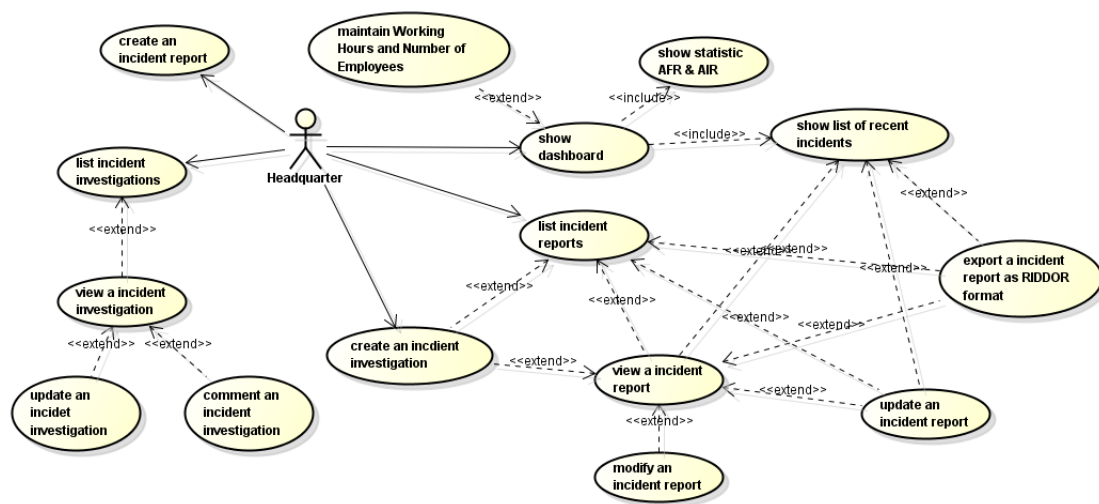 create an
incident report
maintain Working
Hours and Number of
Employees
show statistic
AFR & AIR
<<extend>>
<<include>>
show list of recent
incidents
show
dashboard
<<include>>
Headquarter
list incident
investigations
<<extend>>
<<extend>>
list incident
reports
<<extend>>
<<extend>>
export a incident
report as RIDDOR
format
<<extend>>
view a incident
investigation
<<extend>>
<<extend>>
<<extend>>
<<extend>>
<<extend>>
create an incdient
investigation
<<extend>>
view a incident
report
<<extend>>
update an
incidet
investigation
comment an
incident
investigation
update an
incident report
<<extend>>
modify an
incident report